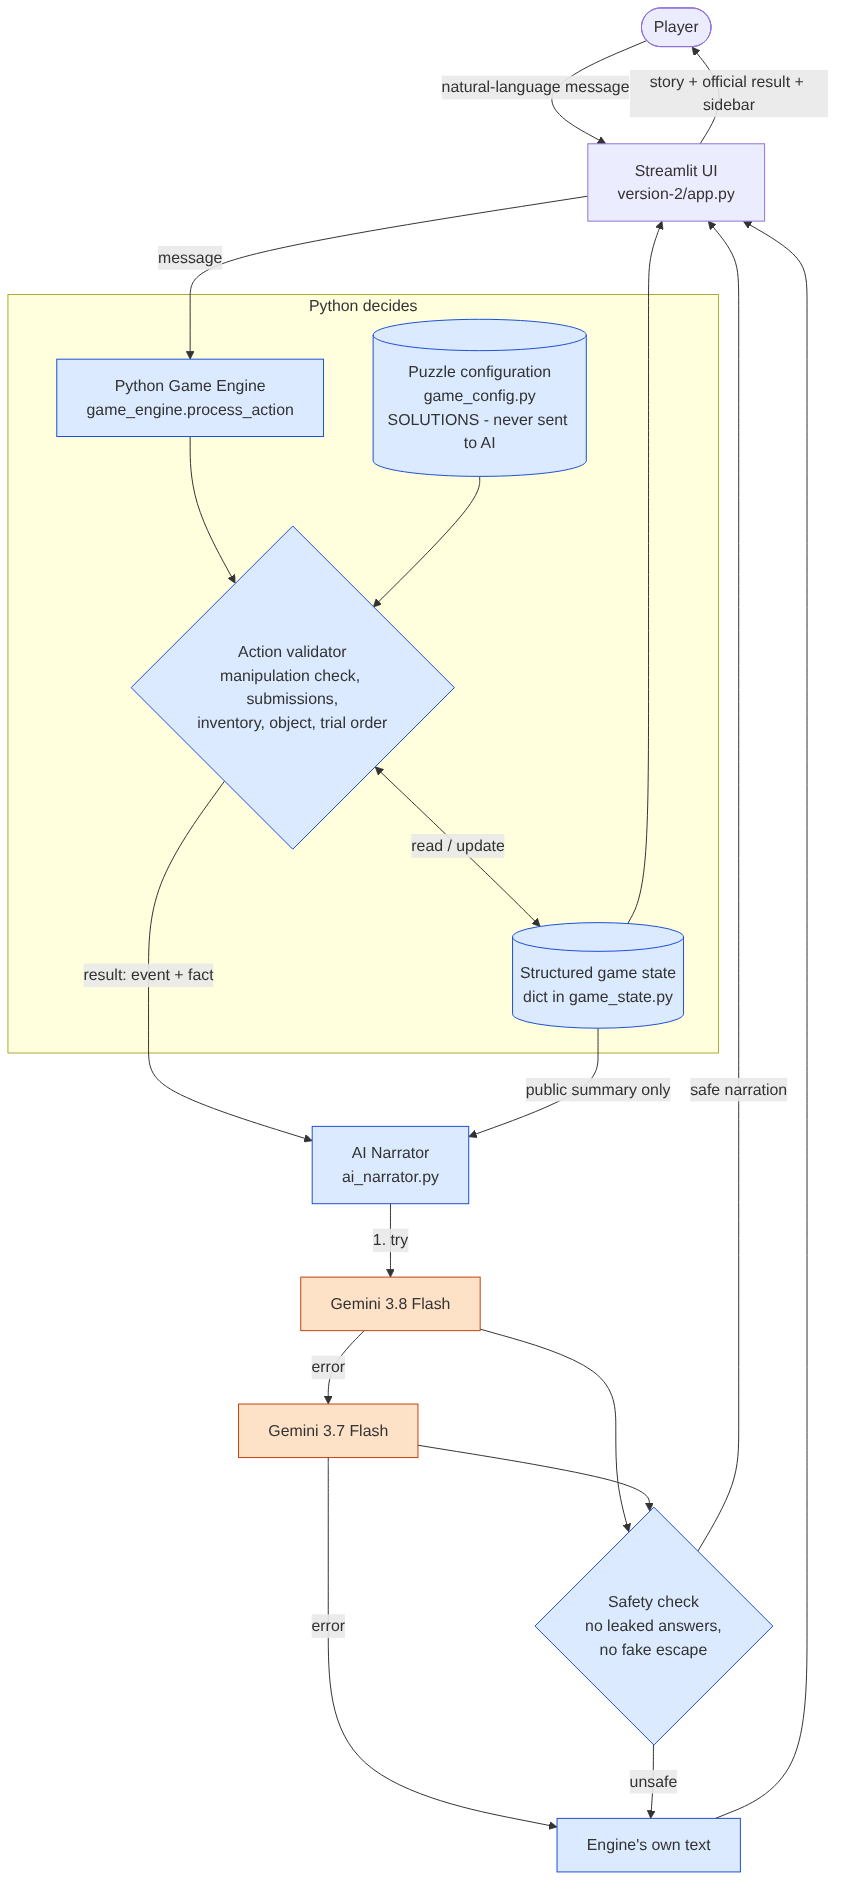 Player
natural-language message
story + official result +
sidebar
Streamlit UI
version-2/app.py
message
Python decides
Python Game Engine
game_engine.process_action
Puzzle configuration
game_config.py
SOLUTIONS - never sent
to AI
Action validator
manipulation check,
submissions,
inventory, object, trial order
read / update
Structured game state
dict in game_state.py
result: event + fact
public summary only
safe narration
AI Narrator
ai_narrator.py
1. try
Gemini 3.8 Flash
error
Gemini 3.7 Flash
Safety check
no leaked answers,
no fake escape
error
unsafe
Engine's own text